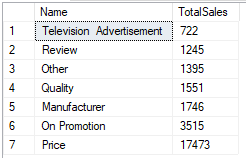 Name TotalSales
1 Television Advertisement 722
2 Review 1245
3 Other 1395
4 Quality 1551
5 Manufacturer 1746
6 On Promotion 3515
7 Price 17473